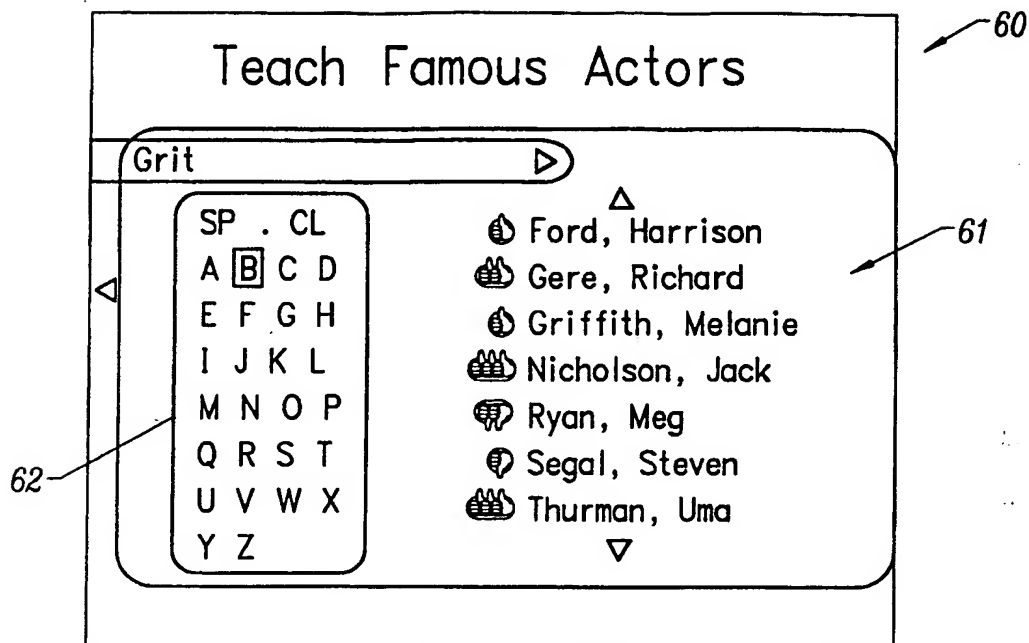 60
Teach Famous Actors
Grit
SP . CL
A B C D
E F G H
I J K L
M N O P
Q R S T
U V W X
Y Z
62
Ford, Harrison
Gere, Richard
Griffith, Melanie
Nicholson, Jack
Ryan, Meg
Segal, Steven
Thurman, Uma
61